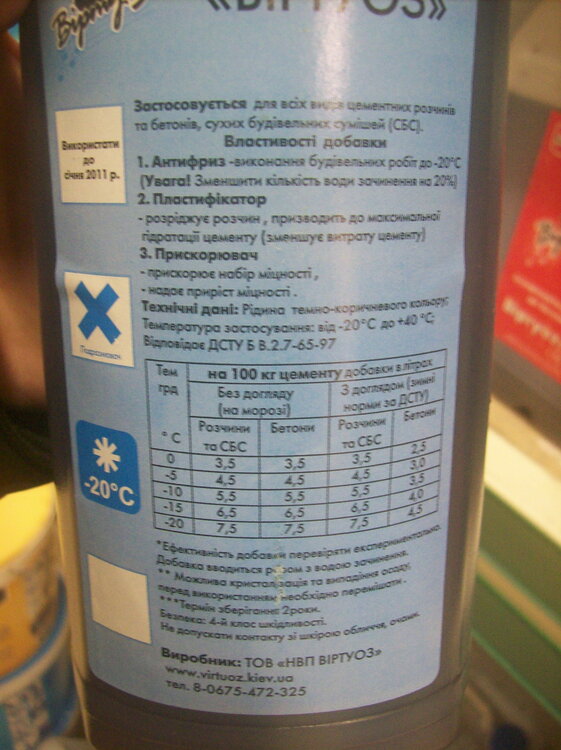 Віртуоз
«ВІРТУОЗ»
Застосовується для всіх видів цементних розчинів
та бетонів, сухих будівельних сумішей (СБС).
Властивості добавки
1. Антифриз -виконання будівельних робіт до -20°С
(Увага! Зменшити кількість води зачинення на 20%)
2. Пластифікатор
- розріджує розчин , призводить до максимальної
гідратації цементу (зменшує витрату цементу)
3. Прискорювач
- прискорює набір міцності ,
- надає приріст міцності .
Технічні дані: Рідина темно-коричневого кольору;
Температура застосування: від -20°С до +40 °С;
Відповідає ДСТУ Б В.2.7-65-97
Використати
до
січня 2011 р.
Подразнювач
-20°С
Тем грд °С на 100 кг цементу добавки в літрах
Без догляду (на морозі) З доглядом (зимні норми за ДСТУ)
Розчини та СБС Бетони Розчини та СБС Бетони
0 3,5 3,5 3,5 2,5
-5 4,5 4,5 4,5 3,0
-10 5,5 5,5 5,5 3,5
-15 6,5 6,5 6,5 4,0
-20 7,5 7,5 7,5 4,5
*Ефективність добавки перевіряти експериментально.
Добавка вводиться разом з водою зачинення.
** Можлива кристалізація та випадіння осаду,
перед використанням необхідно перемішати .
***Термін зберігання 2роки.
Безпека: 4-й клас шкідливості.
Не допускати контакту зі шкірою обличчя, очами.
Виробник: ТОВ «НВП ВІРТУОЗ»
www.virtuoz.kiev.ua
тел. 8-0675-472-325